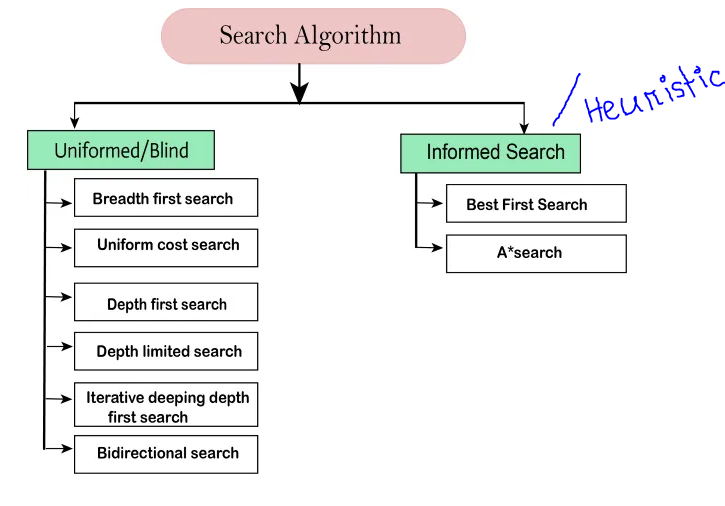 Search Algorithm
/Heuristic
Uniformed/Blind
Informed Search
Breadth first search
Uniform cost search
Depth first search
Depth limited search
Iterative deeping depth
first search
Bidirectional search
Best First Search
A*search